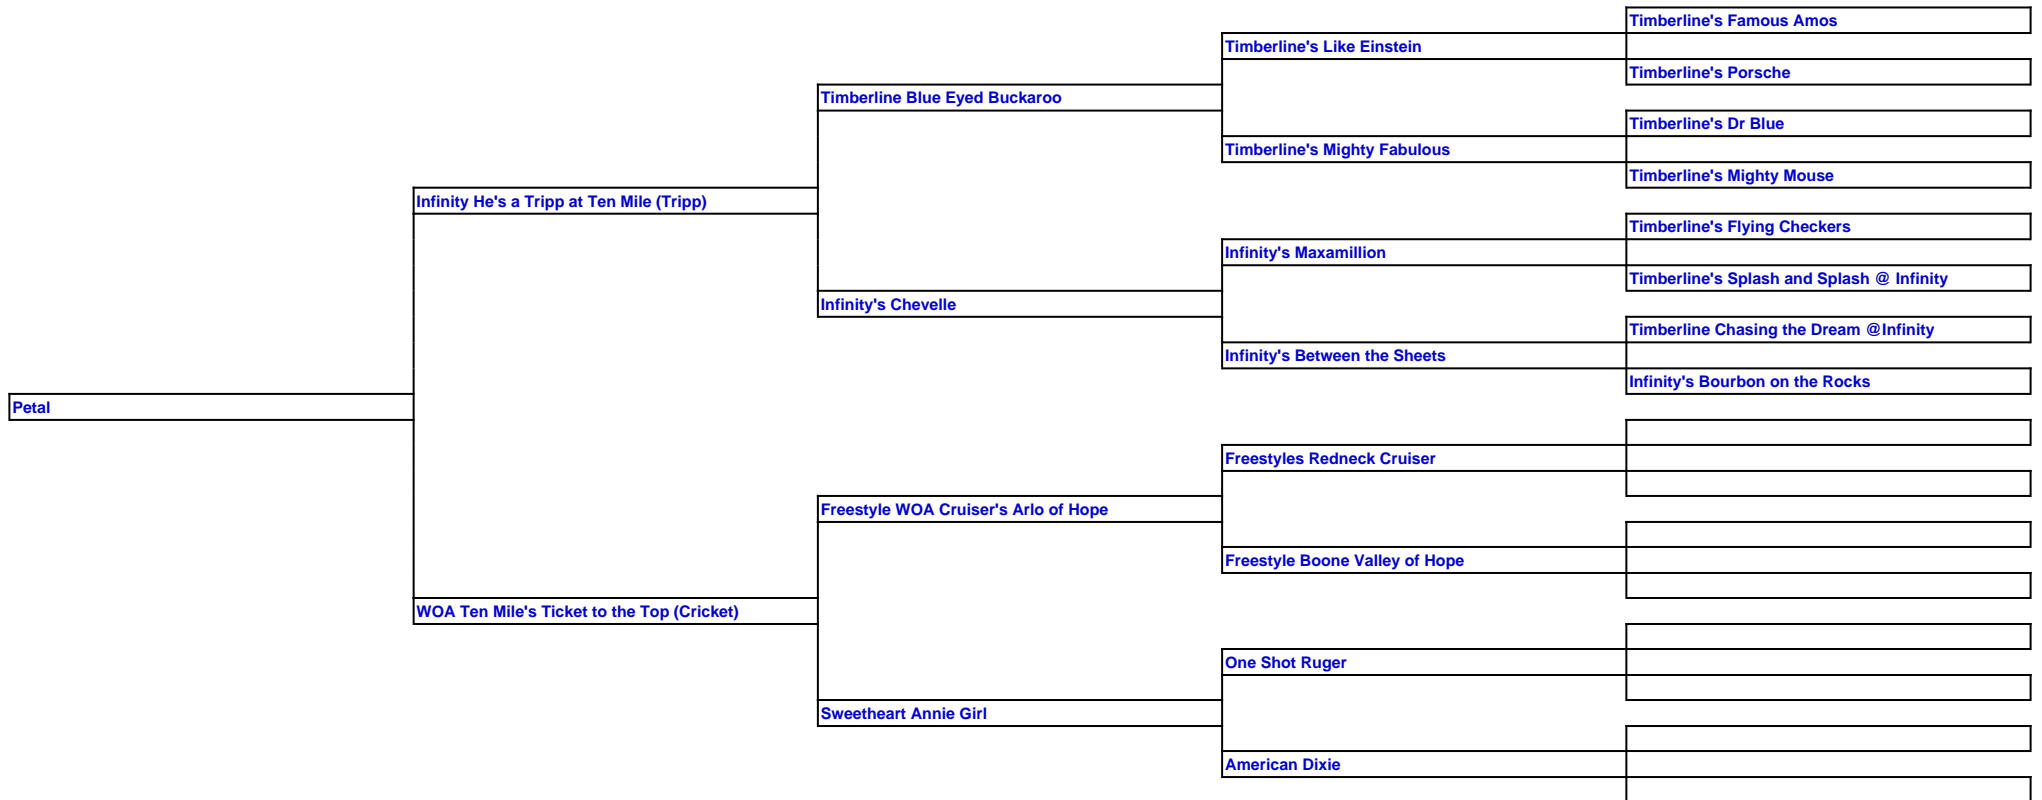 Timberline's Famous Amos
Timberline's Like Einstein
Timberline's Porsche
Timberline Blue Eyed Buckaroo
Timberline's Dr Blue
Timberline's Mighty Fabulous
Timberline's Mighty Mouse
Infinity He's a Tripp at Ten Mile (Tripp)
Timberline's Flying Checkers
Infinity's Maxamillion
Timberline's Splash and Splash @ Infinity
Infinity's Chevelle
Timberline Chasing the Dream @Infinity
Infinity's Between the Sheets
Infinity's Bourbon on the Rocks
Petal
Freestyles Redneck Cruiser
Freestyle WOA Cruiser's Arlo of Hope
Freestyle Boone Valley of Hope
WOA Ten Mile's Ticket to the Top (Cricket)
One Shot Ruger
Sweetheart Annie Girl
American Dixie